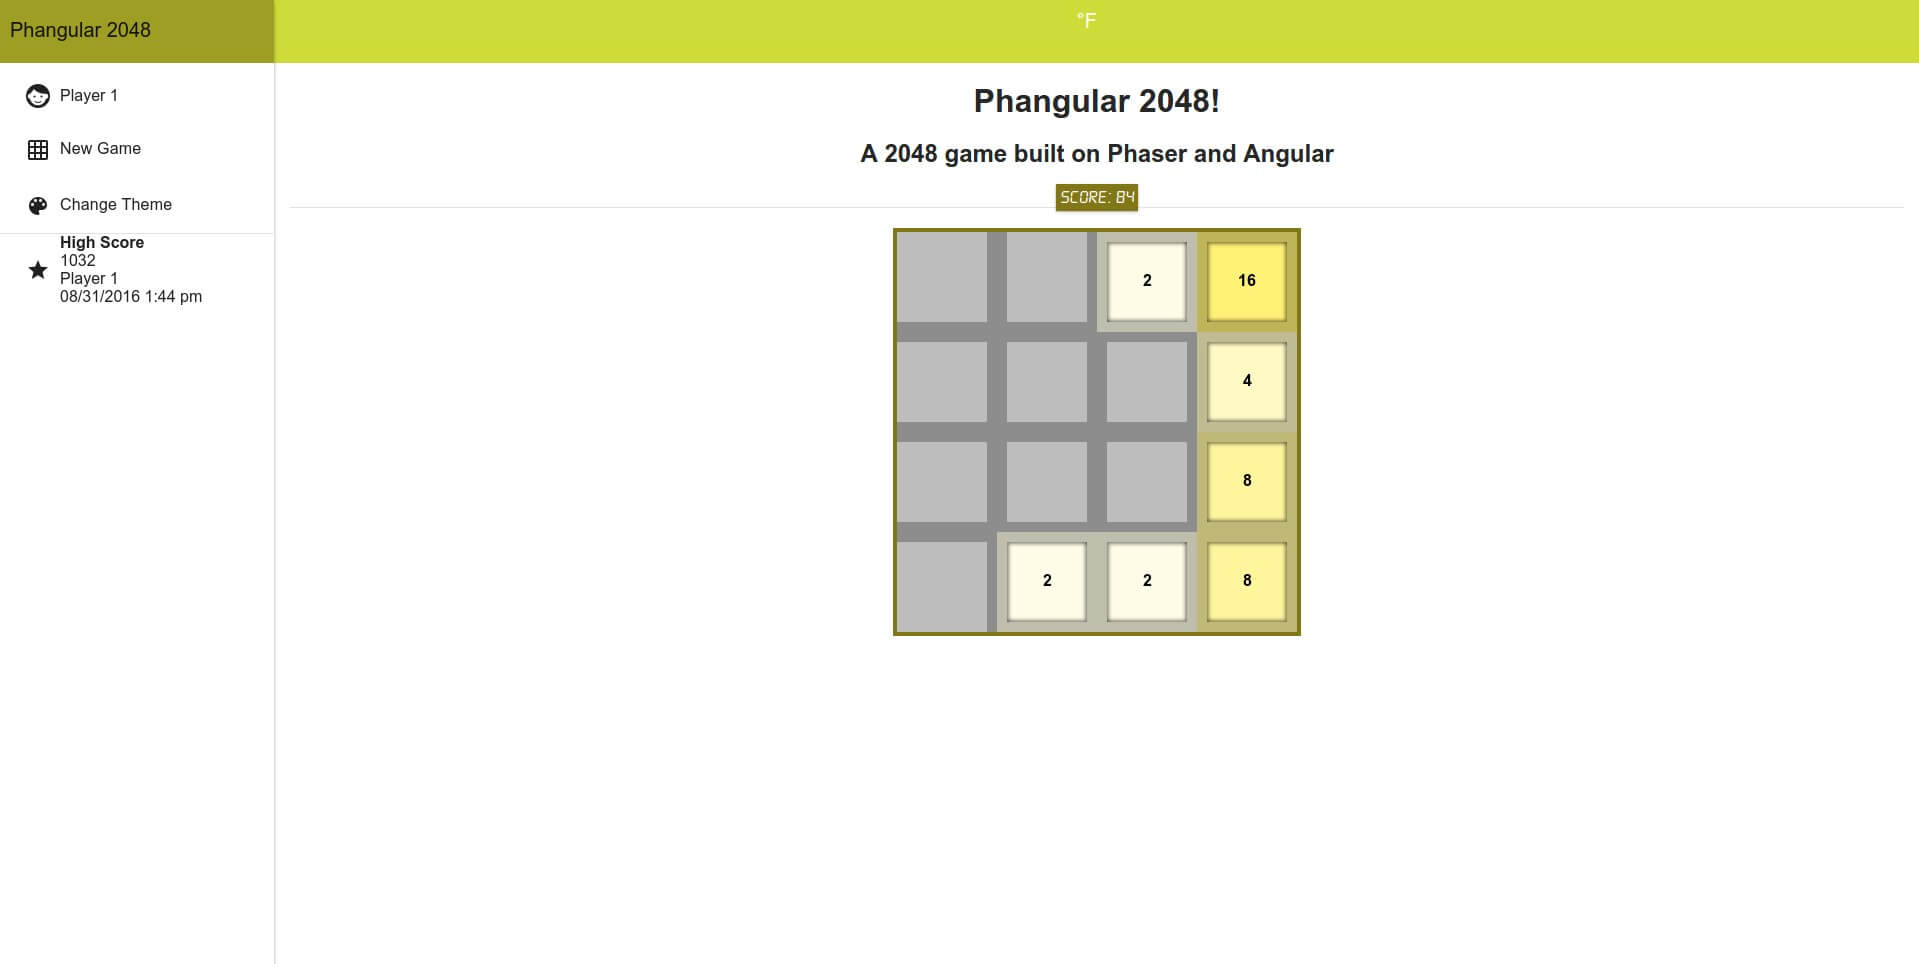 Phangular 2048
°F
Player 1
New Game
Change Theme
High Score
1032
Player 1
08/31/2016 1:44 pm
Phangular 2048!
A 2048 game built on Phaser and Angular
SCORE: 84
2 16
4
8
2 2 8